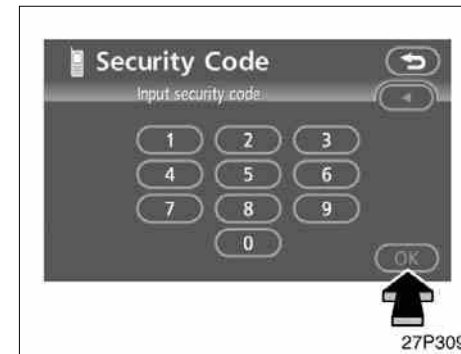 Security Code
Input security code.
1 2 3
4 5 6
7 8 9
0
OK
27P309